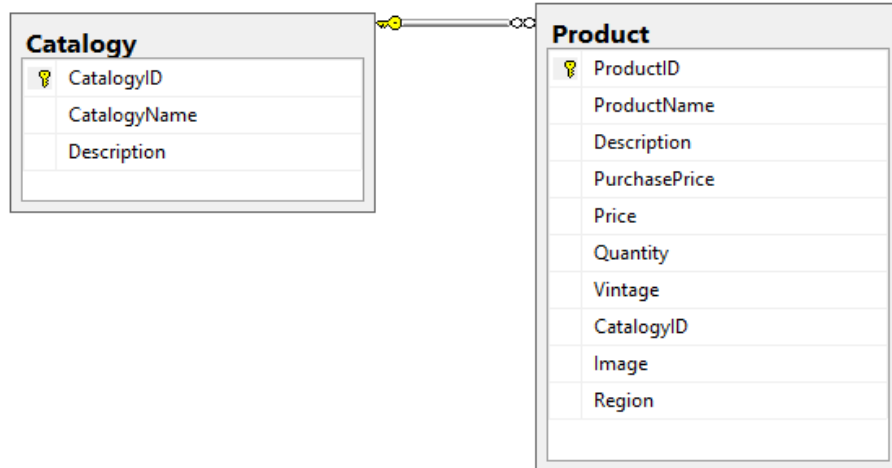 Catalogy
CatalogyID
CatalogyName
Description
Product
ProductID
ProductName
Description
PurchasePrice
Price
Quantity
Vintage
CatalogyID
Image
Region